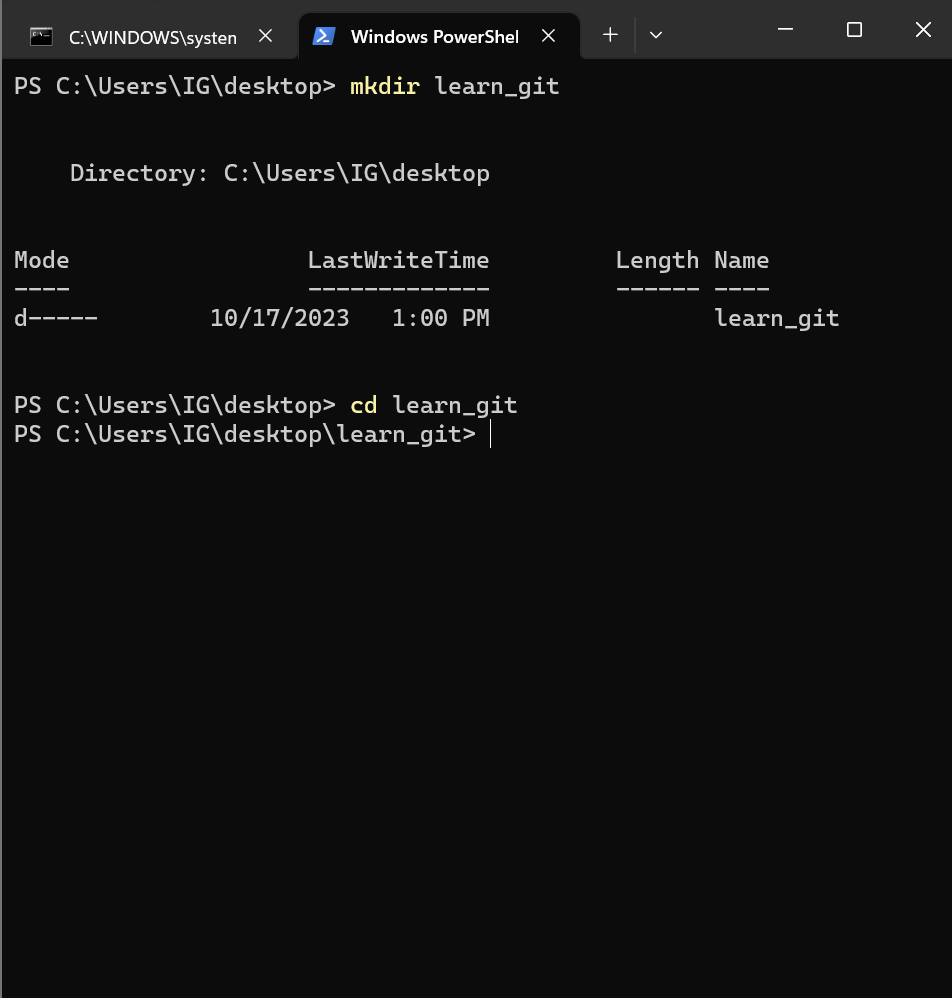 C:\WINDOWS\systen
Windows PowerShel
PS C:\Users\IG\desktop> mkdir learn_git
Directory: C:\Users\IG\desktop
Mode                 LastWriteTime         Length Name
----                 -------------         ------ ----
d-----        10/17/2023   1:00 PM                learn_git
PS C:\Users\IG\desktop> cd learn_git
PS C:\Users\IG\desktop\learn_git>